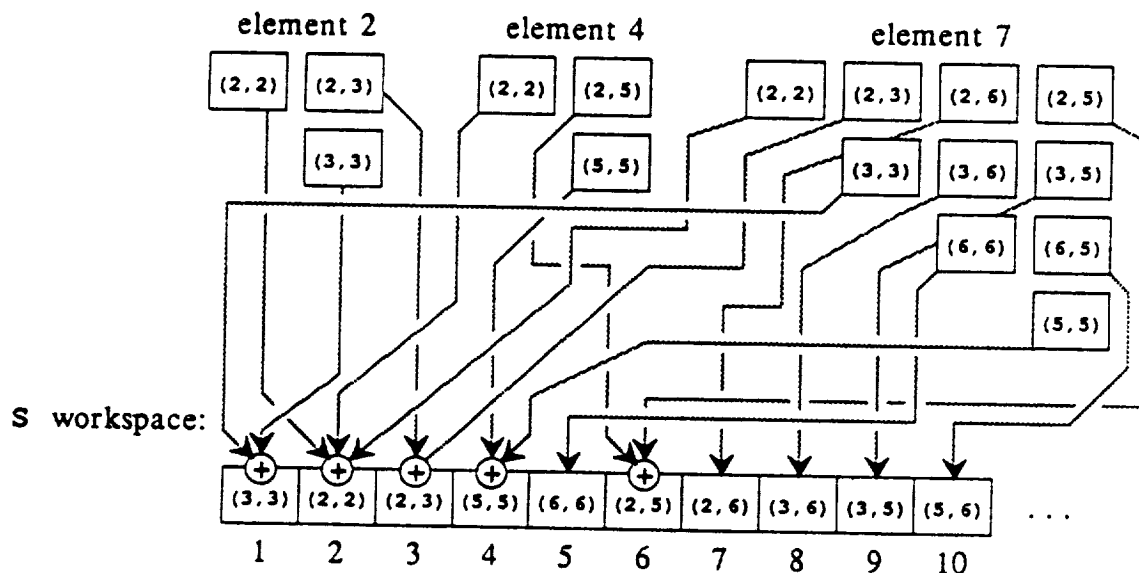 element 2 element 4 element 7
(2,2) (2,3) (2,2) (2,5) (2,2) (2,3) (2,6) (2,5)
(3,3) (5,5) (3,3) (3,6) (3,5)
(6,6) (6,5)
(5,5)
S workspace:
+ + + + +
(3,3) (2,2) (2,3) (5,5) (6,6) (2,5) (2,6) (3,6) (3,5) (5,6) ...
1 2 3 4 5 6 7 8 9 10